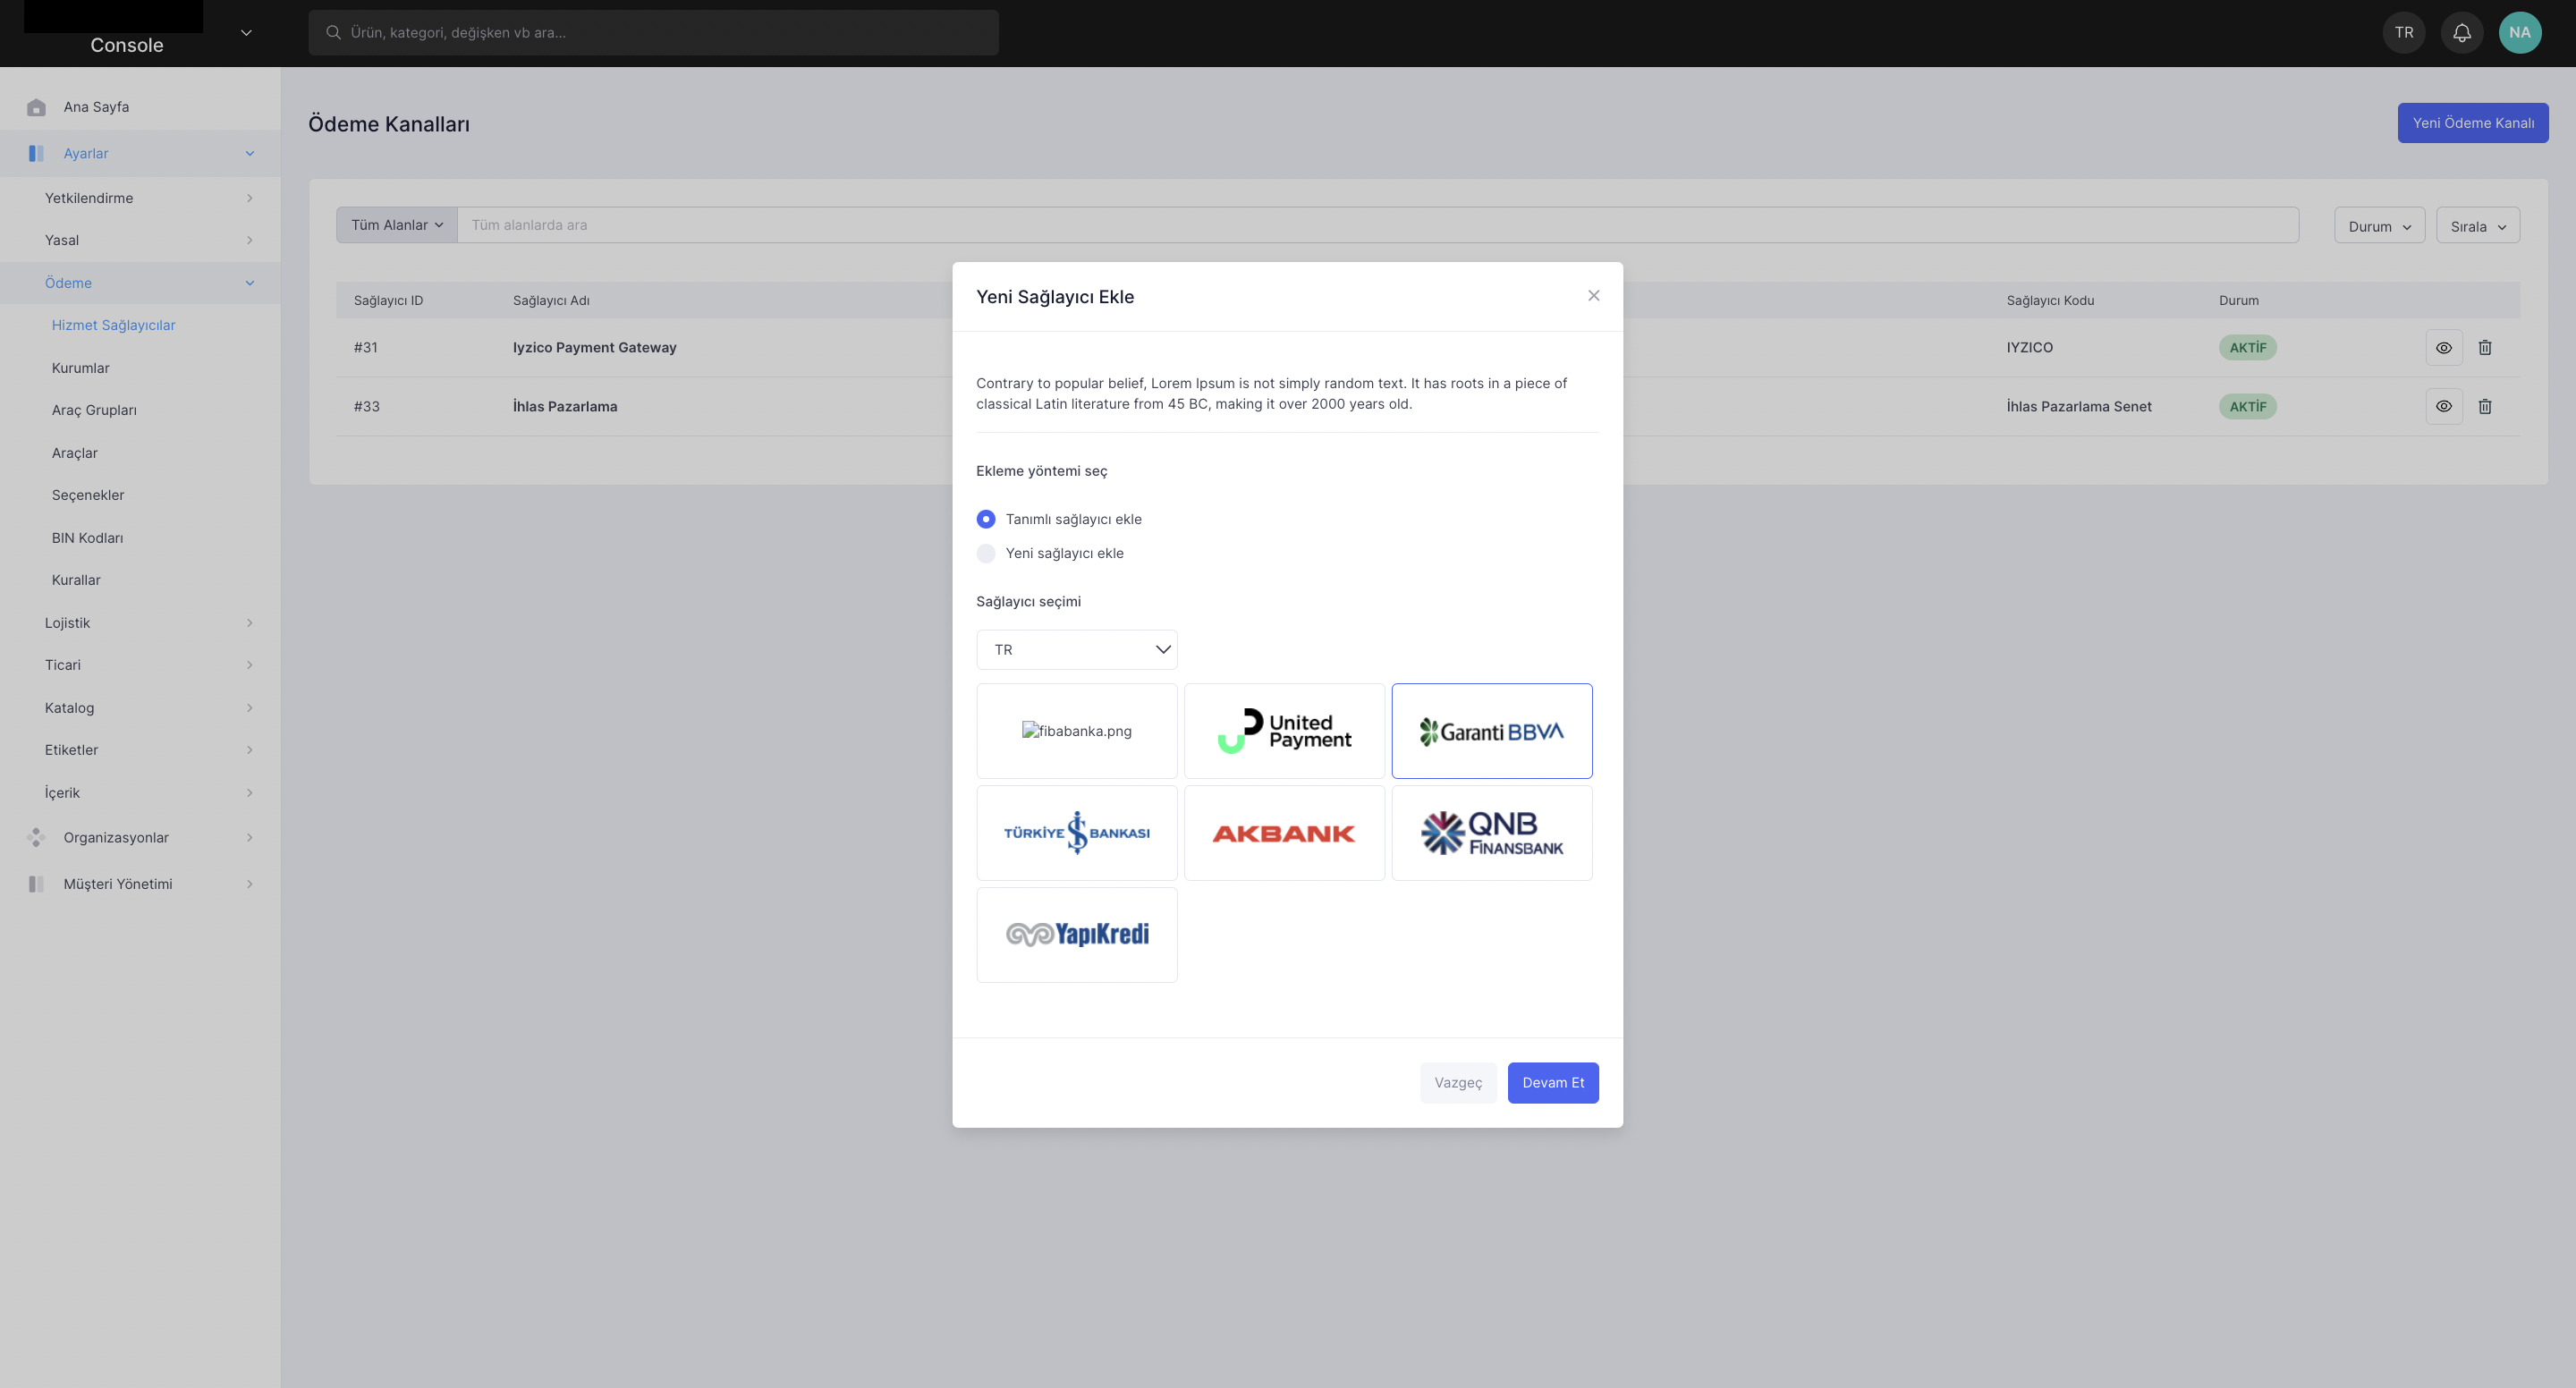 Console
Ürün, kategori, değişken vb ara...
TR
NA
Ana Sayfa
Ayarlar
Yetkilendirme
Yasal
Ödeme
Hizmet Sağlayıcılar
Kurumlar
Araç Grupları
Araçlar
Seçenekler
BIN Kodları
Kurallar
Lojistik
Ticari
Katalog
Etiketler
İçerik
Organizasyonlar
Müşteri Yönetimi
Ödeme Kanalları
Yeni Ödeme Kanalı
Tüm Alanlar
Tüm alanlarda ara
Durum
Sırala
Sağlayıcı ID
Sağlayıcı Adı
Sağlayıcı Kodu
Durum
#31
Iyzico Payment Gateway
IYZICO
AKTİF
#33
İhlas Pazarlama
İhlas Pazarlama Senet
AKTİF
Yeni Sağlayıcı Ekle
Contrary to popular belief, Lorem Ipsum is not simply random text. It has roots in a piece of
classical Latin literature from 45 BC, making it over 2000 years old.
Ekleme yöntemi seç
Tanımlı sağlayıcı ekle
Yeni sağlayıcı ekle
Sağlayıcı seçimi
TR
fibabanka.png
United
Payment
Garanti BBVA
TÜRKİYE İŞ BANKASI
AKBANK
QNB
FİNANSBANK
YapıKredi
Vazgeç
Devam Et